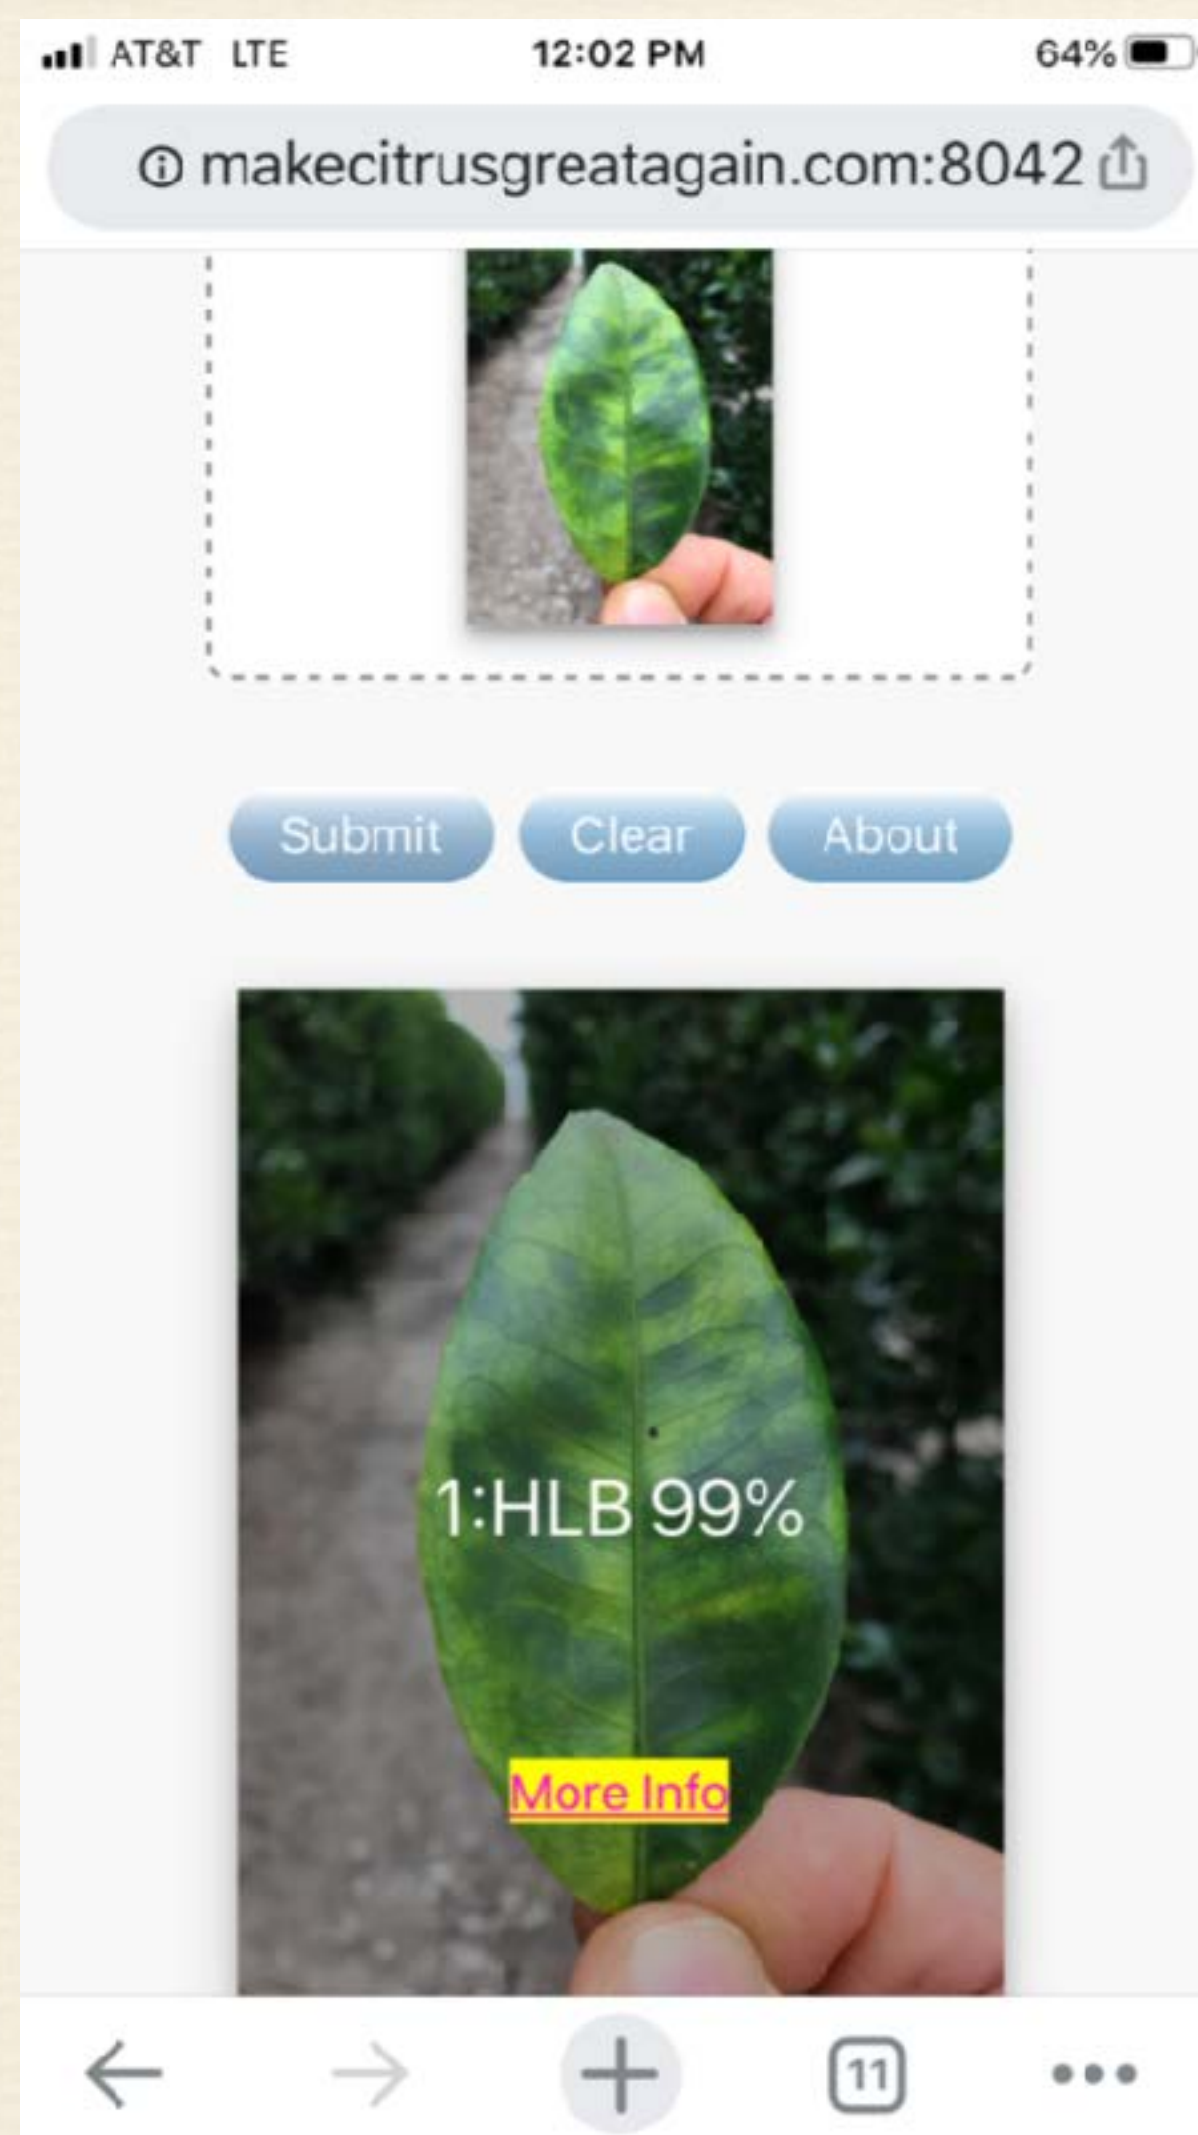 AT&T LTE 12:02 PM 64%
makecitrusgreatagain.com:8042
Submit Clear About
1:HLB 99%
More Info
11